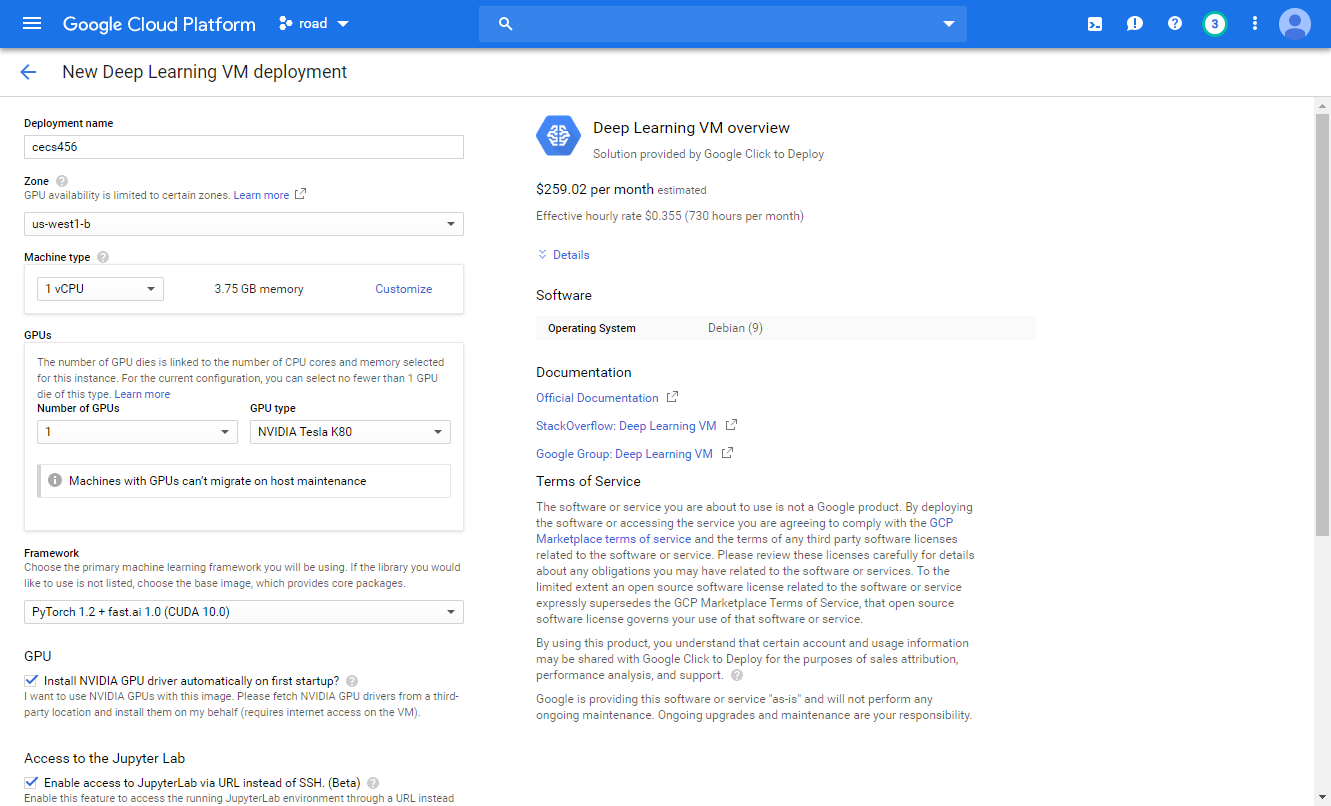 Google Cloud Platform
road
3
New Deep Learning VM deployment
Deployment name
cecs456
Zone
GPU availability is limited to certain zones. Learn more
us-west1-b
Machine type
1 vCPU
3.75 GB memory
Customize
GPUs
The number of GPU dies is linked to the number of CPU cores and memory selected
for this instance. For the current configuration, you can select no fewer than 1 GPU
die of this type. Learn more
Number of GPUs
GPU type
1
NVIDIA Tesla K80
Machines with GPUs can't migrate on host maintenance
Framework
Choose the primary machine learning framework you will be using. If the library you would
like to use is not listed, choose the base image, which provides core packages.
PyTorch 1.2 + fast.ai 1.0 (CUDA 10.0)
GPU
Install NVIDIA GPU driver automatically on first startup?
I want to use NVIDIA GPUs with this image. Please fetch NVIDIA GPU drivers from a third-
party location and install them on my behalf (requires internet access on the VM).
Access to the Jupyter Lab
Enable access to JupyterLab via URL instead of SSH. (Beta)
Enable this feature to access the running JupyterLab environment through a URL instead
Deep Learning VM overview
Solution provided by Google Click to Deploy
$259.02 per month estimated
Effective hourly rate $0.355 (730 hours per month)
Details
Software
Operating System
Debian (9)
Documentation
Official Documentation
StackOverflow: Deep Learning VM
Google Group: Deep Learning VM
Terms of Service
The software or service you are about to use is not a Google product. By deploying
the software or accessing the service you are agreeing to comply with the GCP
Marketplace terms of service and the terms of any third party software licenses
related to the software or service. Please review these licenses carefully for details
about any obligations you may have related to the software or services. To the
limited extent an open source software license related to the software or service
expressly supersedes the GCP Marketplace Terms of Service, that open source
software license governs your use of that software or service.
By using this product, you understand that certain account and usage information
may be shared with Google Click to Deploy for the purposes of sales attribution,
performance analysis, and support.
Google is providing this software or service "as-is" and will not perform any
ongoing maintenance. Ongoing upgrades and maintenance are your responsibility.